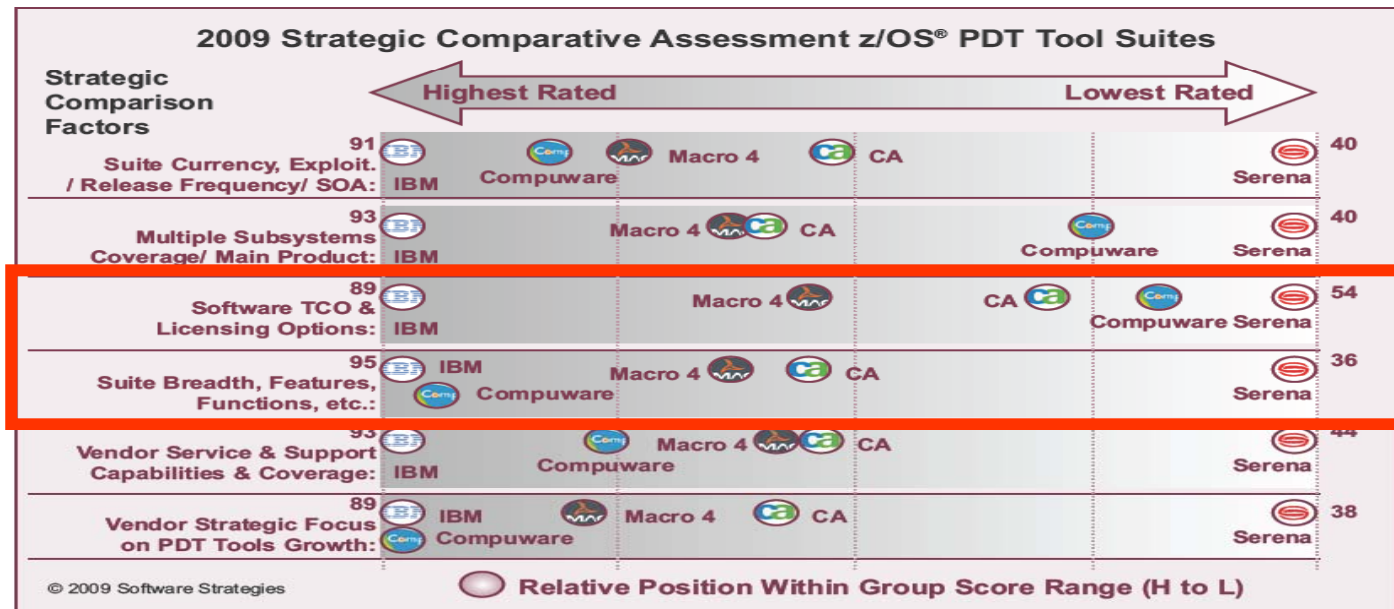 2009 Strategic Comparative Assessment z/OS® PDT Tool Suites
Strategic
Comparison
Factors
Highest Rated
Lowest Rated
91
Suite Currency, Exploit.
/ Release Frequency/ SOA:
IBM
Compuware
Macro 4
CA
Serena
40
93
Multiple Subsystems
Coverage/ Main Product:
IBM
Macro 4
CA
Compuware
Serena
40
89
Software TCO &
Licensing Options:
IBM
Macro 4
CA
Compuware
Serena
54
95
Suite Breadth, Features,
Functions, etc.:
IBM
Compuware
Macro 4
CA
Serena
36
93
Vendor Service & Support
Capabilities & Coverage:
IBM
Compuware
Macro 4
CA
Serena
44
89
Vendor Strategic Focus
on PDT Tools Growth:
IBM
Compuware
Macro 4
CA
Serena
38
© 2009 Software Strategies
Relative Position Within Group Score Range (H to L)